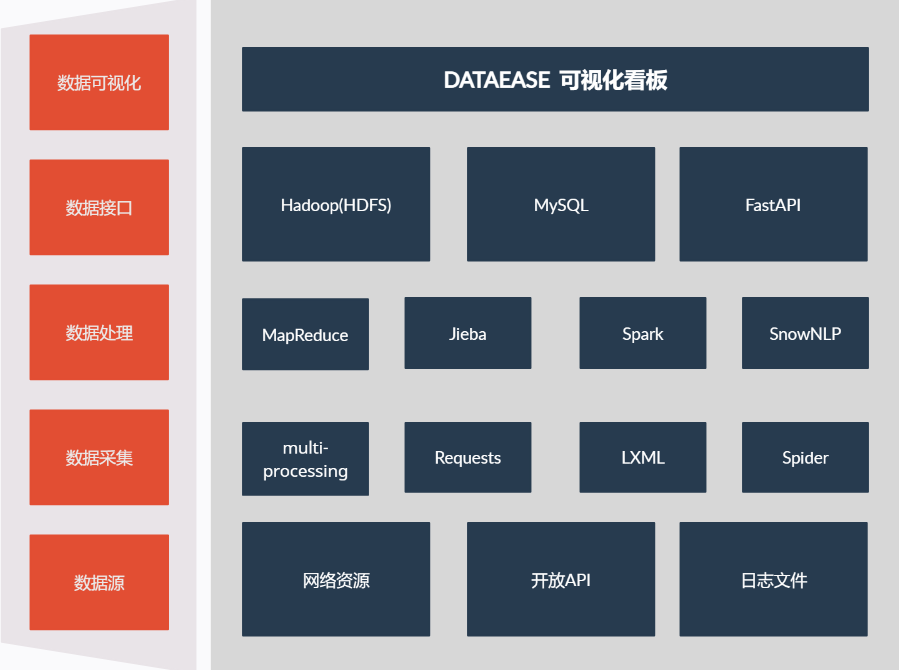 数据可视化
DATAEASE 可视化看板
数据接口
Hadoop(HDFS)
MySQL
FastAPI
数据处理
MapReduce
Jieba
Spark
SnowNLP
数据采集
multi-
processing
Requests
LXML
Spider
数据源
网络资源
开放API
日志文件